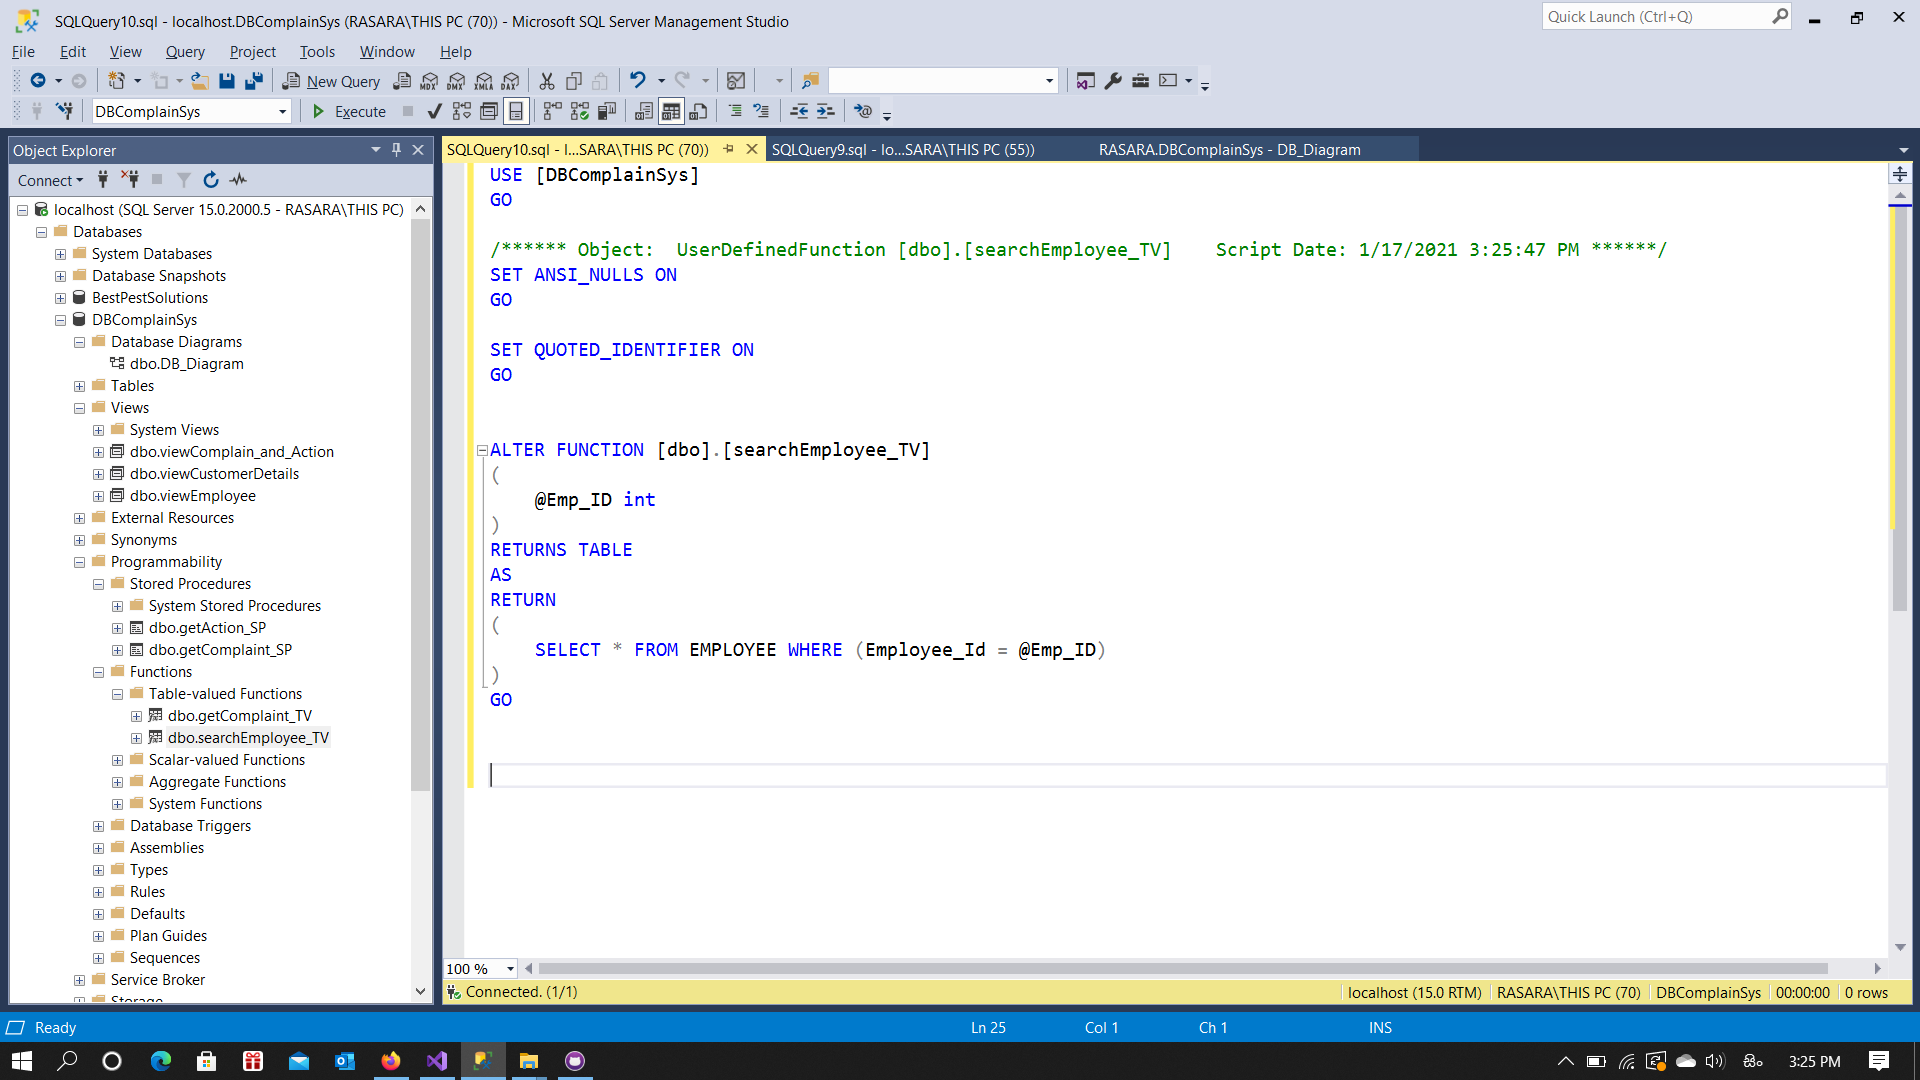 SQLQuery10.sql - localhost.DBComplainSys (RASARA\THIS PC (70)) - Microsoft SQL Server Management Studio
Quick Launch (Ctrl+Q)
File Edit View Query Project Tools Window Help
New Query MDX DMX XMLA DAX
DBComplainSys Execute
Object Explorer
SQLQuery10.sql - l...SARA\THIS PC (70)) SQLQuery9.sql - lo...SARA\THIS PC (55)) RASARA.DBComplainSys - DB_Diagram
Connect
localhost (SQL Server 15.0.2000.5 - RASARA\THIS PC)
Databases
System Databases
Database Snapshots
BestPestSolutions
DBComplainSys
Database Diagrams
dbo.DB_Diagram
Tables
Views
System Views
dbo.viewComplain_and_Action
dbo.viewCustomerDetails
dbo.viewEmployee
External Resources
Synonyms
Programmability
Stored Procedures
System Stored Procedures
dbo.getAction_SP
dbo.getComplaint_SP
Functions
Table-valued Functions
dbo.getComplaint_TV
dbo.searchEmployee_TV
Scalar-valued Functions
Aggregate Functions
System Functions
Database Triggers
Assemblies
Types
Rules
Defaults
Plan Guides
Sequences
Service Broker
Storage
USE [DBComplainSys]
GO
/****** Object:  UserDefinedFunction [dbo].[searchEmployee_TV]    Script Date: 1/17/2021 3:25:47 PM ******/
SET ANSI_NULLS ON
GO
SET QUOTED_IDENTIFIER ON
GO
ALTER FUNCTION [dbo].[searchEmployee_TV]
(
@Emp_ID int
)
RETURNS TABLE
AS
RETURN
(
SELECT * FROM EMPLOYEE WHERE (Employee_Id = @Emp_ID)
)
GO
100 %
Connected. (1/1) localhost (15.0 RTM) RASARA\THIS PC (70) DBComplainSys 00:00:00 0 rows
Ready Ln 25 Col 1 Ch 1 INS
3:25 PM